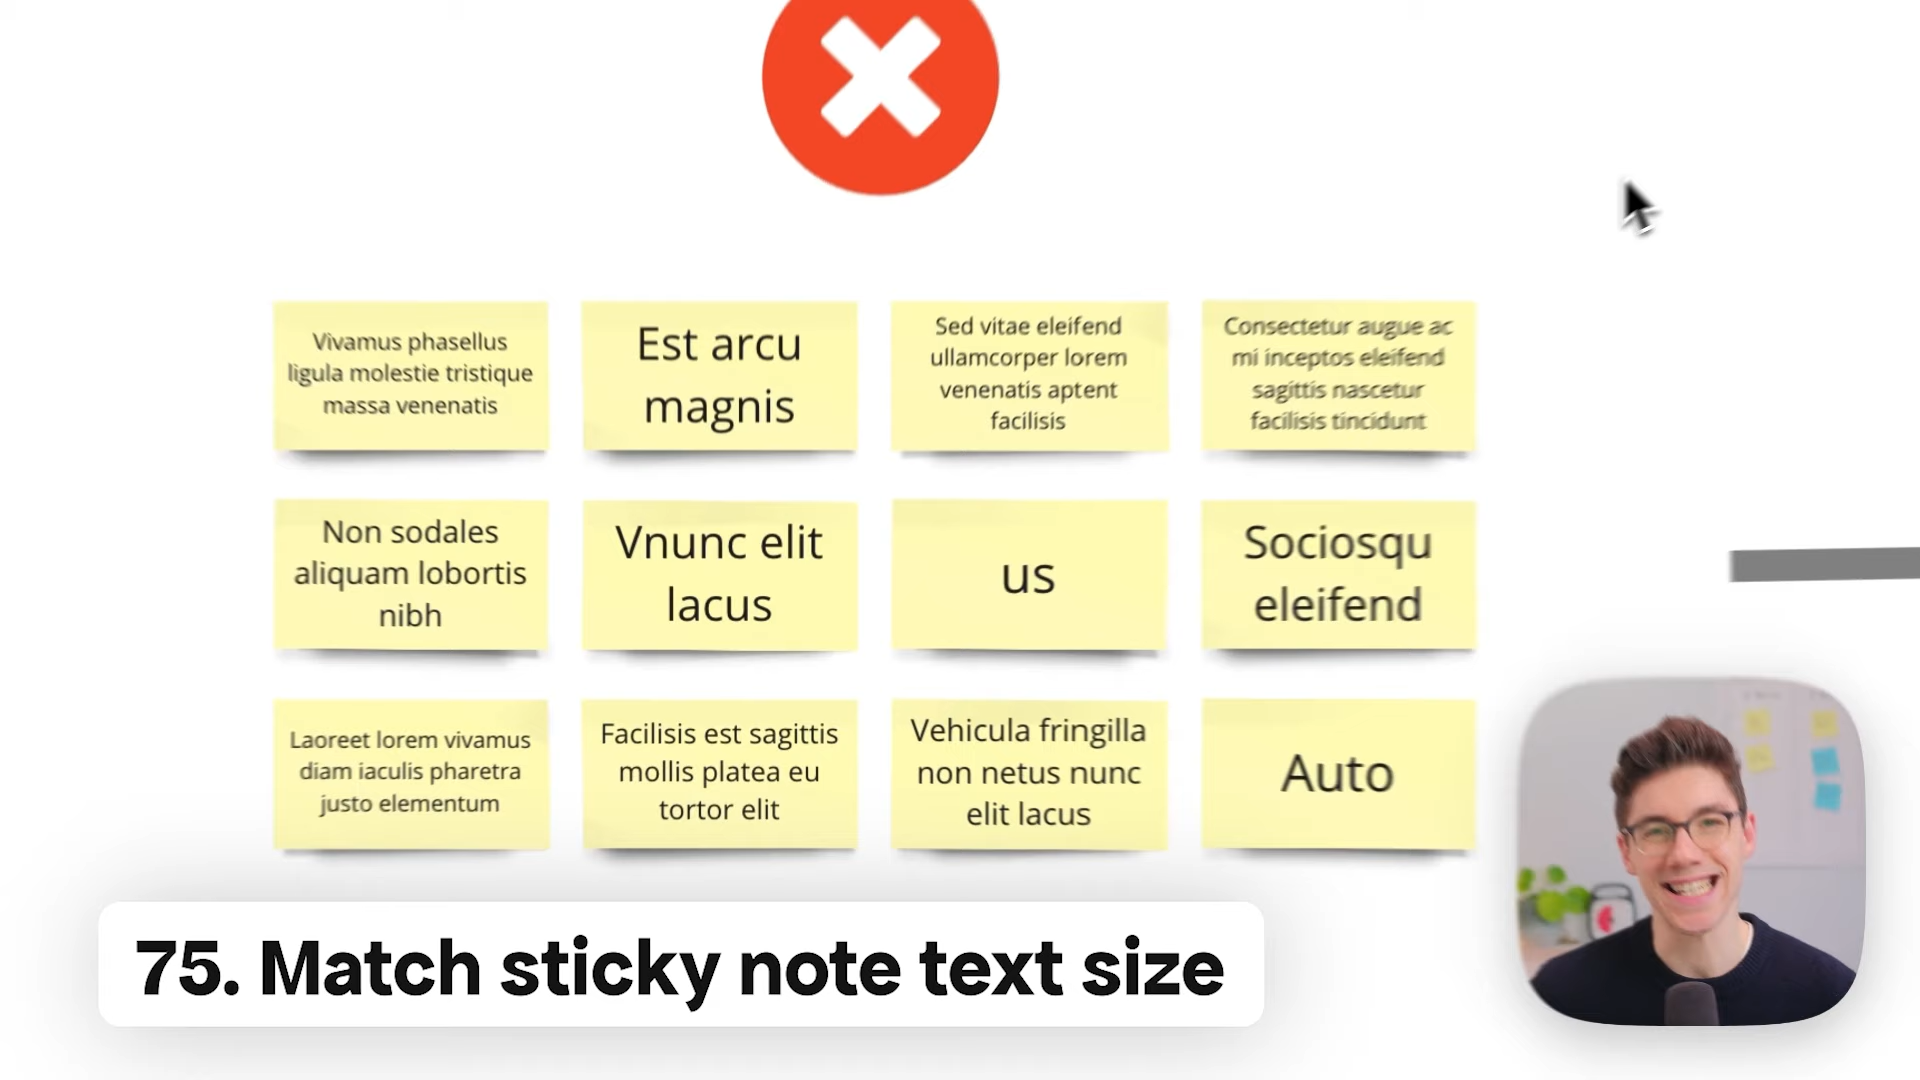 Vivamus phasellus
ligula molestie tristique
massa venenatis
Est arcu
magnis
Sed vitae eleifend
ullamcorper lorem
venenatis aptent
facilisis
Consectetur augue ac
mi inceptos eleifend
sagittis nascetur
facilisis tincidunt
Non sodales
aliquam lobortis
nibh
Vnunc elit
lacus
us
Sociosqu
eleifend
Laoreet lorem vivamus
diam iaculis pharetra
justo elementum
Facilisis est sagittis
mollis platea eu
tortor elit
Vehicula fringilla
non netus nunc
elit lacus
Auto
75. Match sticky note text size